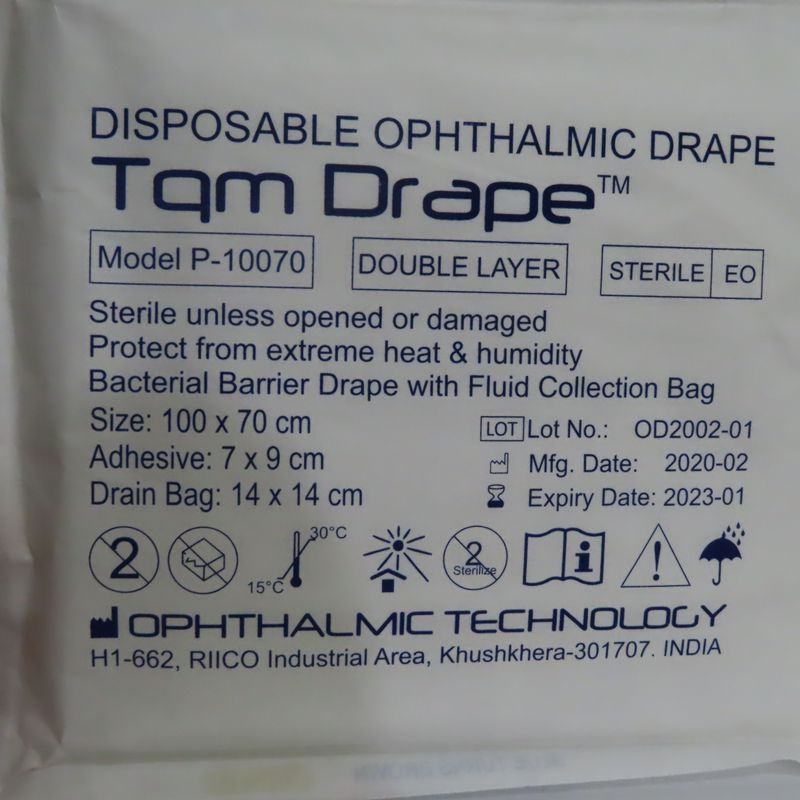 DISPOSABLE OPHTHALMIC DRAPE
Tqm Drape™
Model P-10070 DOUBLE LAYER STERILE EO
Sterile unless opened or damaged
Protect from extreme heat & humidity
Bacterial Barrier Drape with Fluid Collection Bag
Size: 100 x 70 cm
Adhesive: 7 x 9 cm
Drain Bag: 14 x 14 cm
LOT Lot No.: OD2002-01
Mfg. Date: 2020-02
Expiry Date: 2023-01
2 15°C 30°C 2 Sterilize i !
OPHTHALMIC TECHNOLOGY
H1-662, RIICO Industrial Area, Khushkhera-301707. INDIA